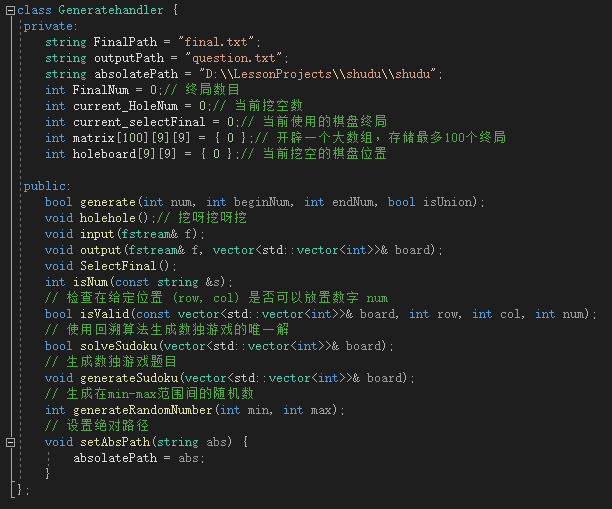 class Generatehandler {
private:
string FinalPath = "final.txt";
string outputPath = "question.txt";
string absolatePath = "D:\\LessonProjects\\shudu\\shudu";
int FinalNum = 0;// 终局数目
int current_HoleNum = 0;// 当前挖空数
int current_selectFinal = 0;// 当前使用的棋盘终局
int matrix[100][9][9] = { 0 };// 开辟一个大数组，存储最多100个终局
int holeboard[9][9] = { 0 };// 当前挖空的棋盘位置
public:
bool generate(int num, int beginNum, int endNum, bool isUnion);
void holehole();// 挖呀挖呀挖
void input(fstream& f);
void output(fstream& f, vector<std::vector<int>>& board);
void SelectFinal();
int isNum(const string &s);
// 检查在给定位置 (row, col) 是否可以放置数字 num
bool isValid(const vector<std::vector<int>>& board, int row, int col, int num);
// 使用回溯算法生成数独游戏的唯一解
bool solveSudoku(vector<std::vector<int>>& board);
// 生成数独游戏题目
void generateSudoku(vector<std::vector<int>>& board);
// 生成在min-max范围间的随机数
int generateRandomNumber(int min, int max);
// 设置绝对路径
void setAbsPath(string abs) {
absolatePath = abs;
}
};